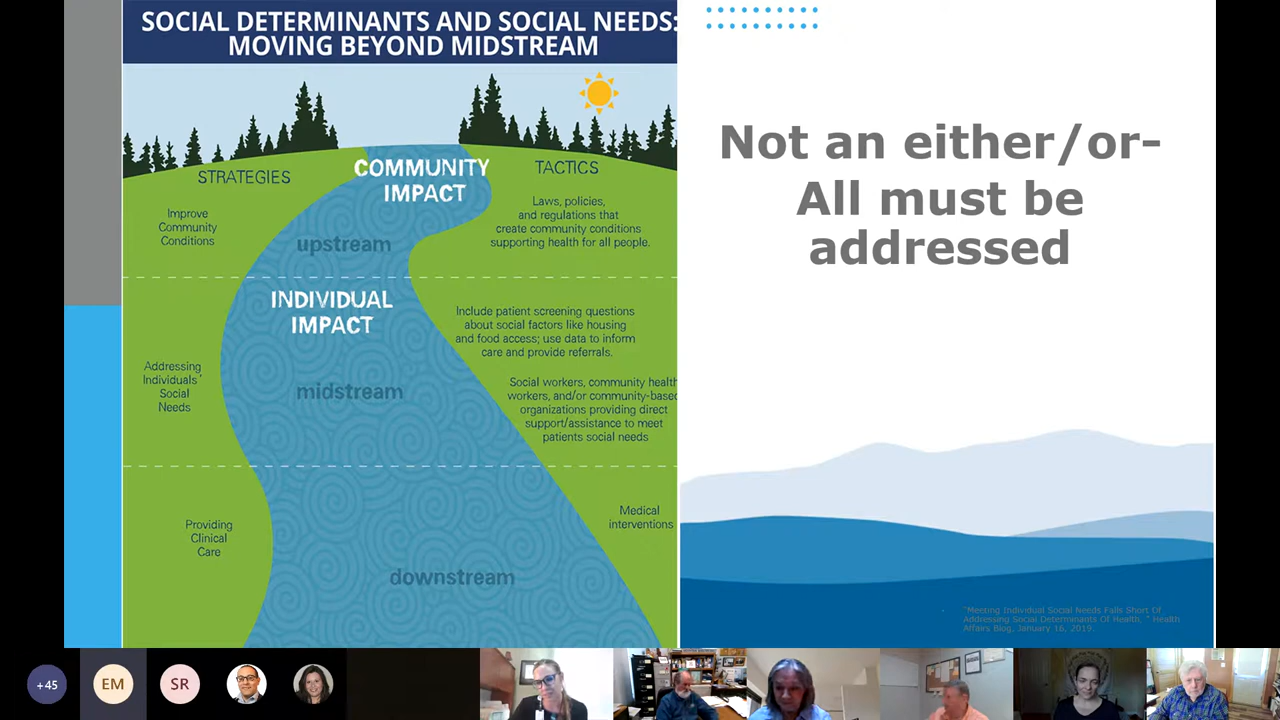 SOCIAL DETERMINANTS AND SOCIAL NEEDS:
MOVING BEYOND MIDSTREAM
STRATEGIES
COMMUNITY
IMPACT
TACTICS
Improve
Community
Conditions
upstream
Laws, policies,
and regulations that
create community conditions
supporting health for all people.
INDIVIDUAL
IMPACT
Addressing
Individuals'
Social
Needs
midstream
Include patient screening questions
about social factors like housing
and food access; use data to inform
care and provide referrals.
Social workers, community health
workers, and/or community-based
organizations providing direct
support/assistance to meet
patients social needs
Providing
Clinical
Care
downstream
Medical
interventions
Not an either/or-
All must be
addressed
"Meeting Individual Social Needs Falls Short Of
Addressing Social Determinants Of Health, " Health
Affairs Blog, January 16, 2019.
+45
EM
SR